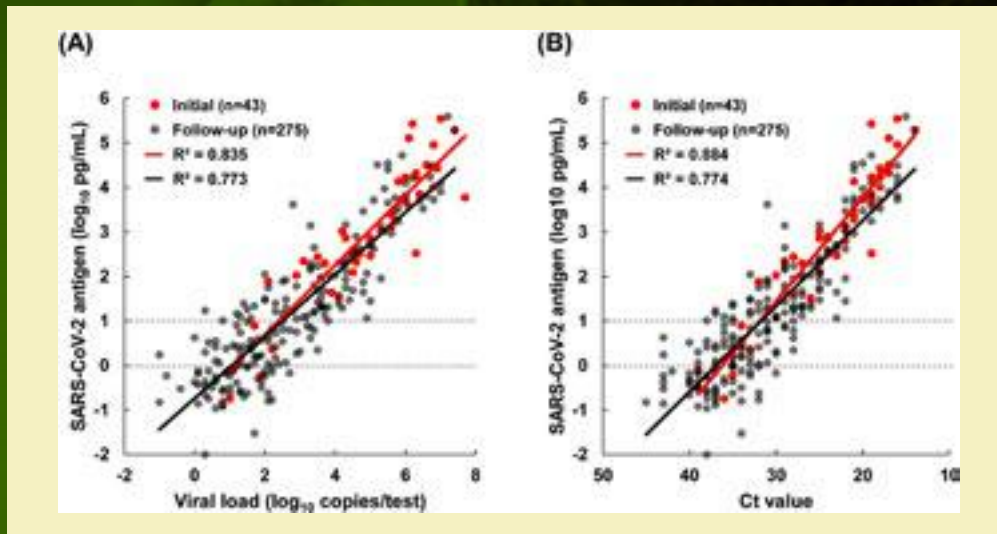 (A)
SARS-CoV-2 antigen (log10 pg/mL)
6
5
4
3
2
1
0
-1
-2
Initial (n=43)
Follow-up (n=275)
R² = 0.835
R² = 0.773
-2 0 2 4 6 8
Viral load (log10 copies/test)
(B)
SARS-CoV-2 antigen (log10 pg/mL)
6
5
4
3
2
1
0
-1
-2
Initial (n=43)
Follow-up (n=275)
R² = 0.884
R² = 0.774
50 40 30 20 10
Ct value